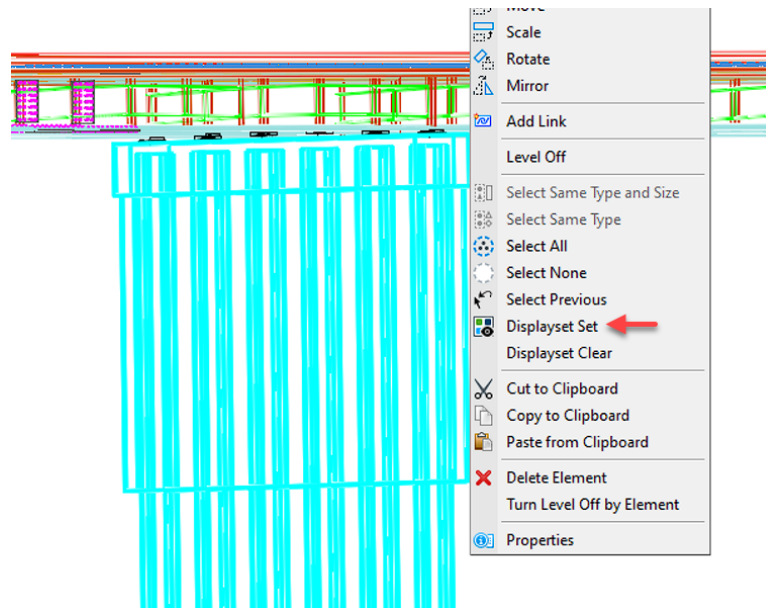 Move
Scale
Rotate
Mirror
Add Link
Level Off
Select Same Type and Size
Select Same Type
Select All
Select None
Select Previous
Displayset Set
Displayset Clear
Cut to Clipboard
Copy to Clipboard
Paste from Clipboard
Delete Element
Turn Level Off by Element
Properties